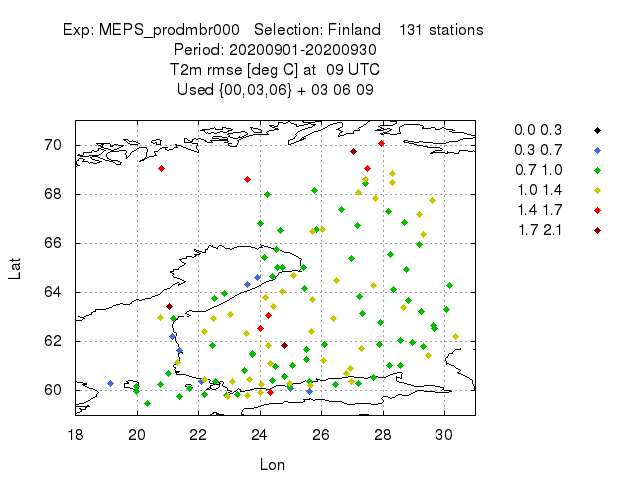 Exp: MEPS_prodmbr000 Selection: Finland 131 stations
Period: 20200901-20200930
T2m rmse [deg C] at 09 UTC
Used {00,03,06} + 03 06 09
0.0 0.3
0.3 0.7
0.7 1.0
1.0 1.4
1.4 1.7
1.7 2.1
70
68
66
64
62
60
Lat
18 20 22 24 26 28 30
Lon